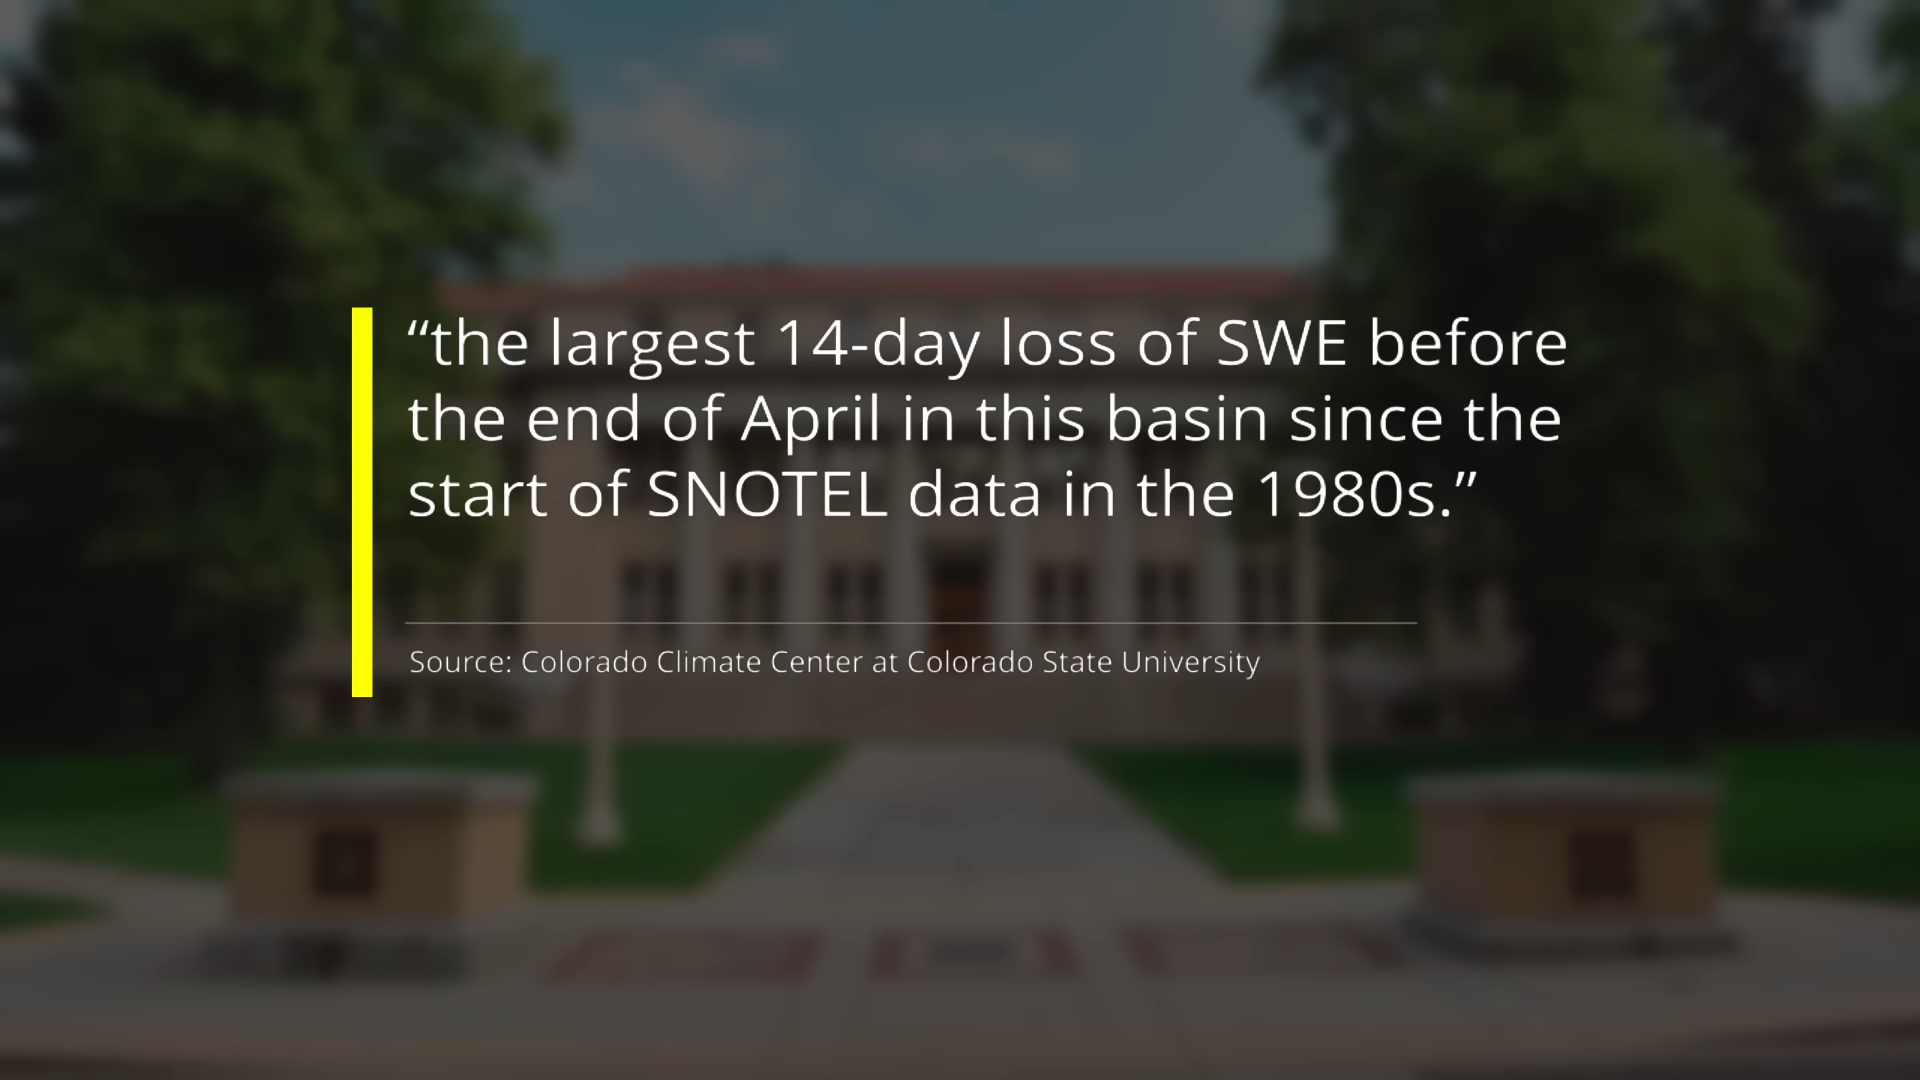 “the largest 14-day loss of SWE before
the end of April in this basin since the
start of SNOTEL data in the 1980s.”
Source: Colorado Climate Center at Colorado State University